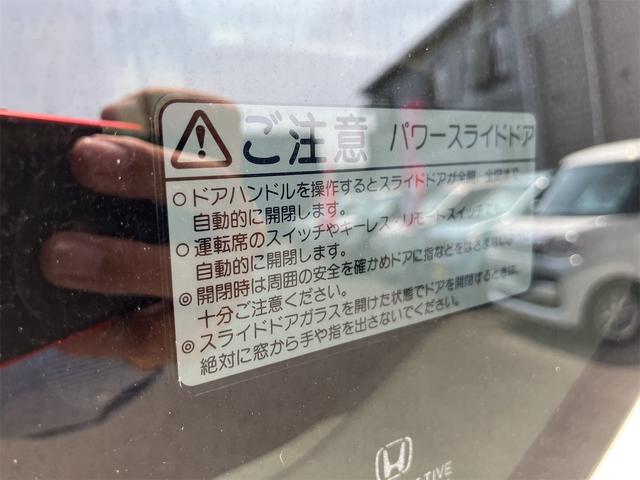 ご注意 パワースライドドア
○ドアハンドルを操作するとスライドドアが全開・全閉まで
自動的に開閉します。
○運転席のスイッチやキーレス・リモートスイッチで
自動的に開閉します。
◎開閉時は周囲の安全を確かめドアに指などをはさまないように
十分ご注意ください。
◎スライドドアガラスを開けた状態でドアを開閉するときは、
絶対に窓から手や指を出さないでください。